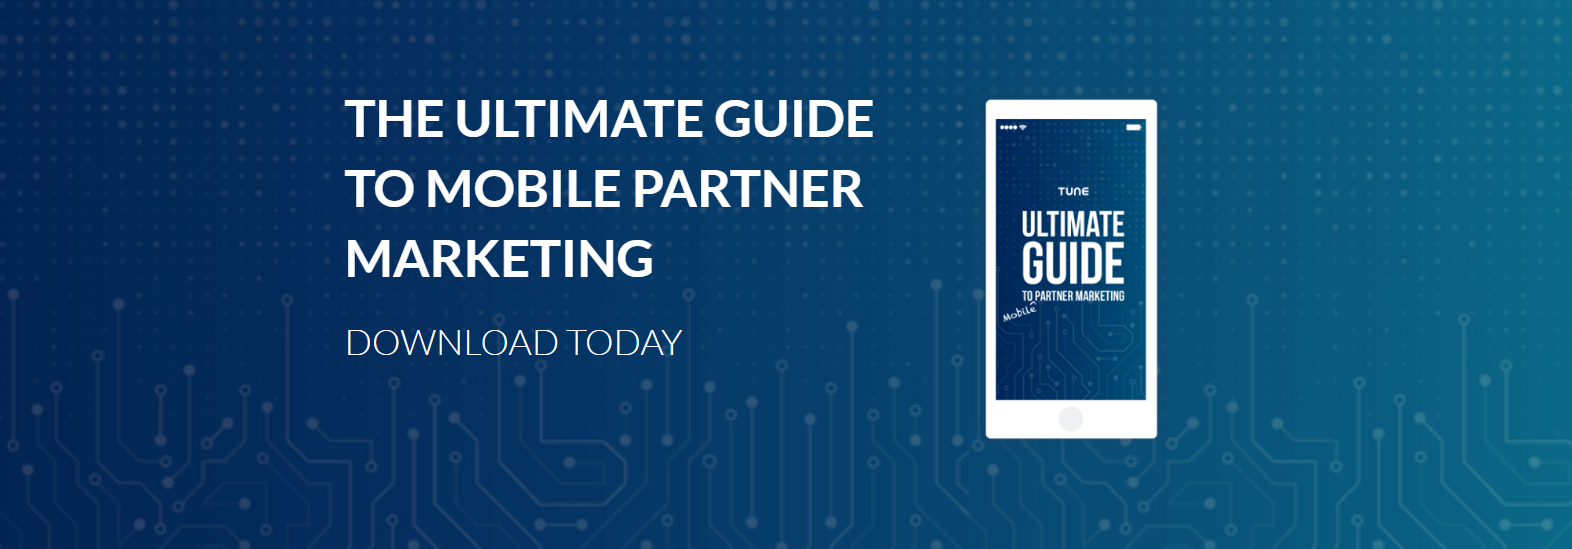 THE ULTIMATE GUIDE
TO MOBILE PARTNER
MARKETING
DOWNLOAD TODAY
TUNE
ULTIMATE
GUIDE
TO PARTNER MARKETING
Mobile